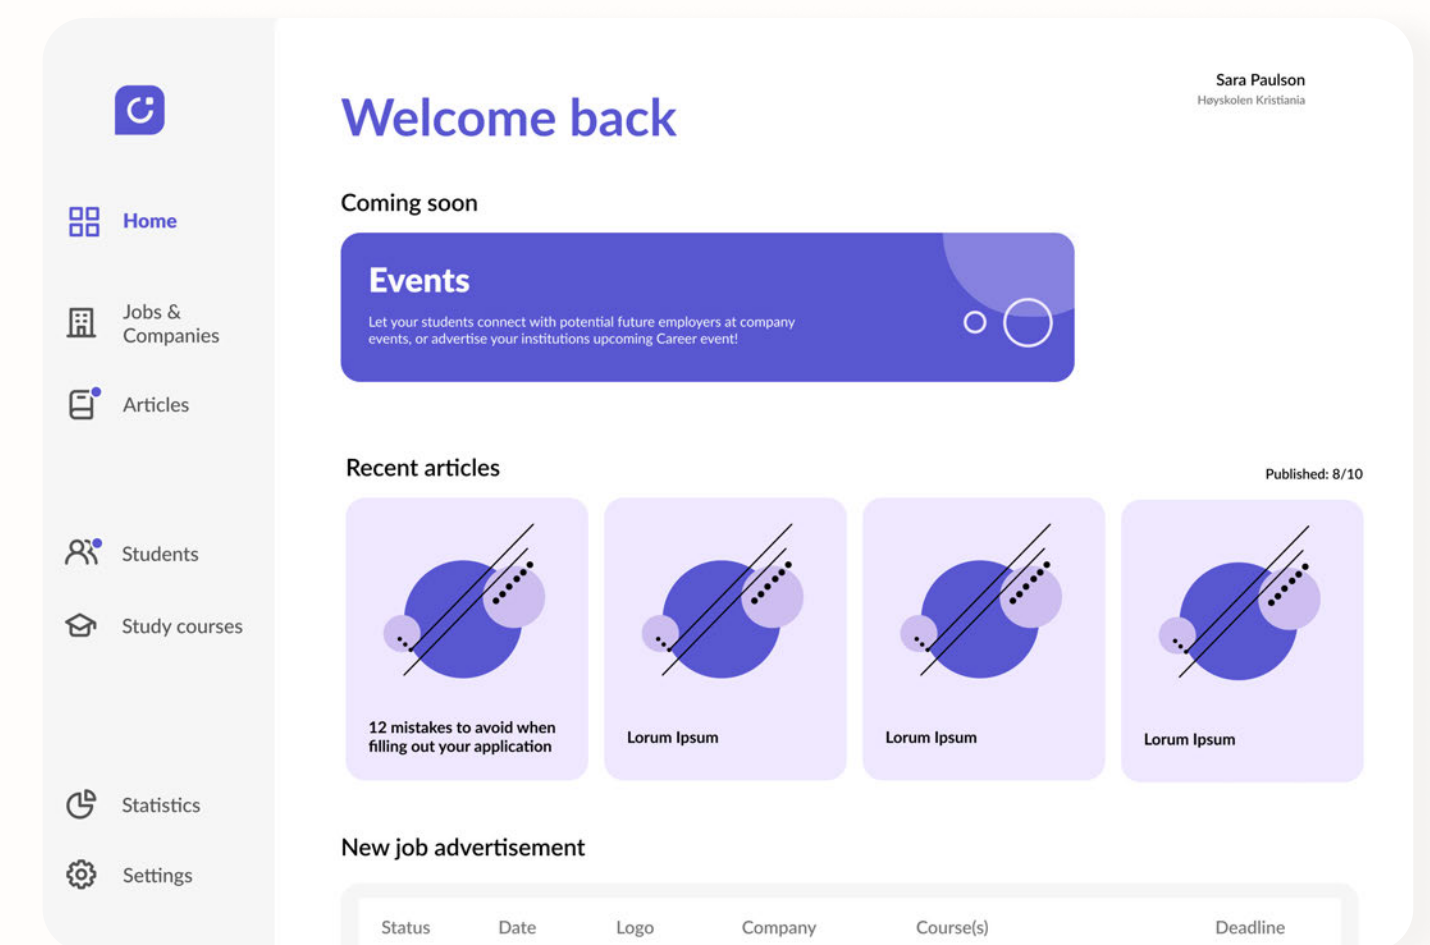 Sara Paulson
Høyskolen Kristiania
Welcome back
Home
Jobs &
Companies
Articles
Students
Study courses
Statistics
Settings
Coming soon
Events
Let your students connect with potential future employers at company
events, or advertise your institutions upcoming Career event!
Recent articles
Published: 8/10
12 mistakes to avoid when
filling out your application
Lorum Ipsum
Lorum Ipsum
Lorum Ipsum
New job advertisement
Status Date Logo Company Course(s) Deadline